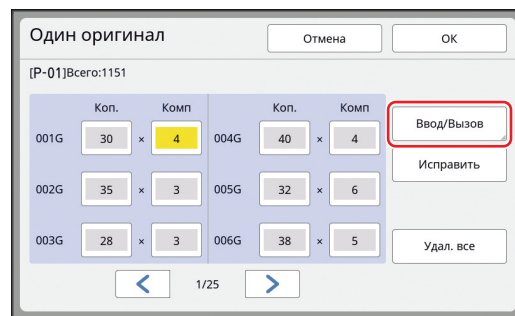 Один оригинал
Отмена
ОК
[P-01]Всего:1151
Коп. Комп Коп. Комп
001G 30 × 4 004G 40 × 4
002G 35 × 3 005G 32 × 6
003G 28 × 3 006G 38 × 5
Ввод/Вызов
Исправить
Удал. все
1/25